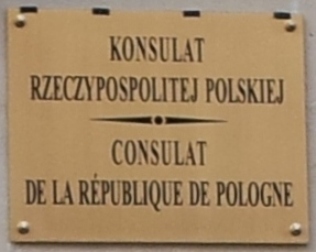 KONSULAT
RZECZYPOSPOLITEJ POLSKIEJ
CONSULAT
DE LA RÉPUBLIQUE DE POLOGNE